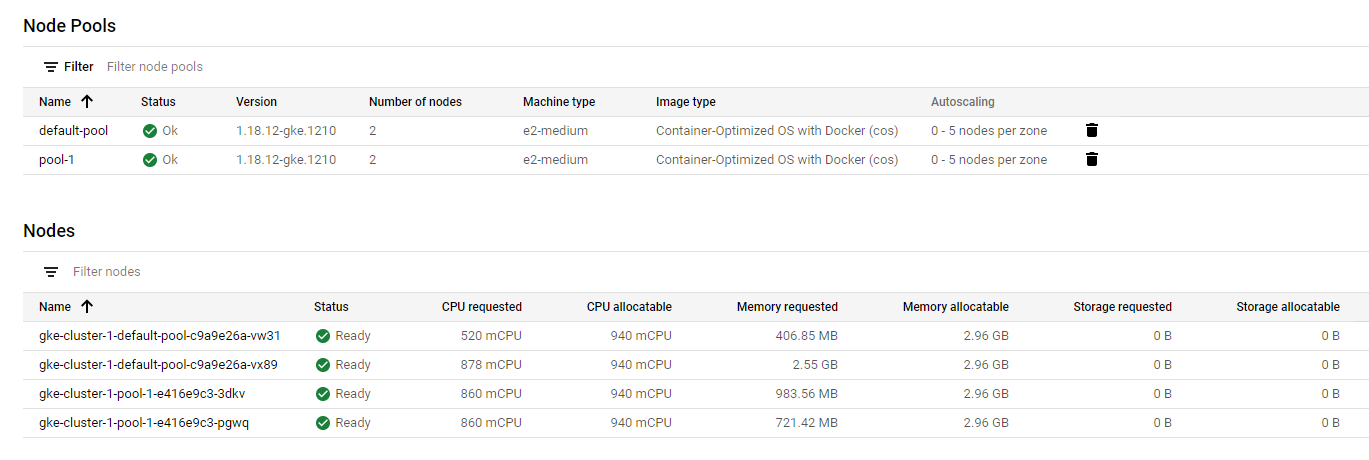 Node Pools
Filter Filter node pools
Name Status Version Number of nodes Machine type Image type Autoscaling
default-pool Ok 1.18.12-gke.1210 2 e2-medium Container-Optimized OS with Docker (cos) 0 - 5 nodes per zone
pool-1 Ok 1.18.12-gke.1210 2 e2-medium Container-Optimized OS with Docker (cos) 0 - 5 nodes per zone
Nodes
Filter nodes
Name Status CPU requested CPU allocatable Memory requested Memory allocatable Storage requested Storage allocatable
gke-cluster-1-default-pool-c9a9e26a-vw31 Ready 520 mCPU 940 mCPU 406.85 MB 2.96 GB 0 B 0 B
gke-cluster-1-default-pool-c9a9e26a-vx89 Ready 878 mCPU 940 mCPU 2.55 GB 2.96 GB 0 B 0 B
gke-cluster-1-pool-1-e416e9c3-3dkv Ready 860 mCPU 940 mCPU 983.56 MB 2.96 GB 0 B 0 B
gke-cluster-1-pool-1-e416e9c3-pgwq Ready 860 mCPU 940 mCPU 721.42 MB 2.96 GB 0 B 0 B